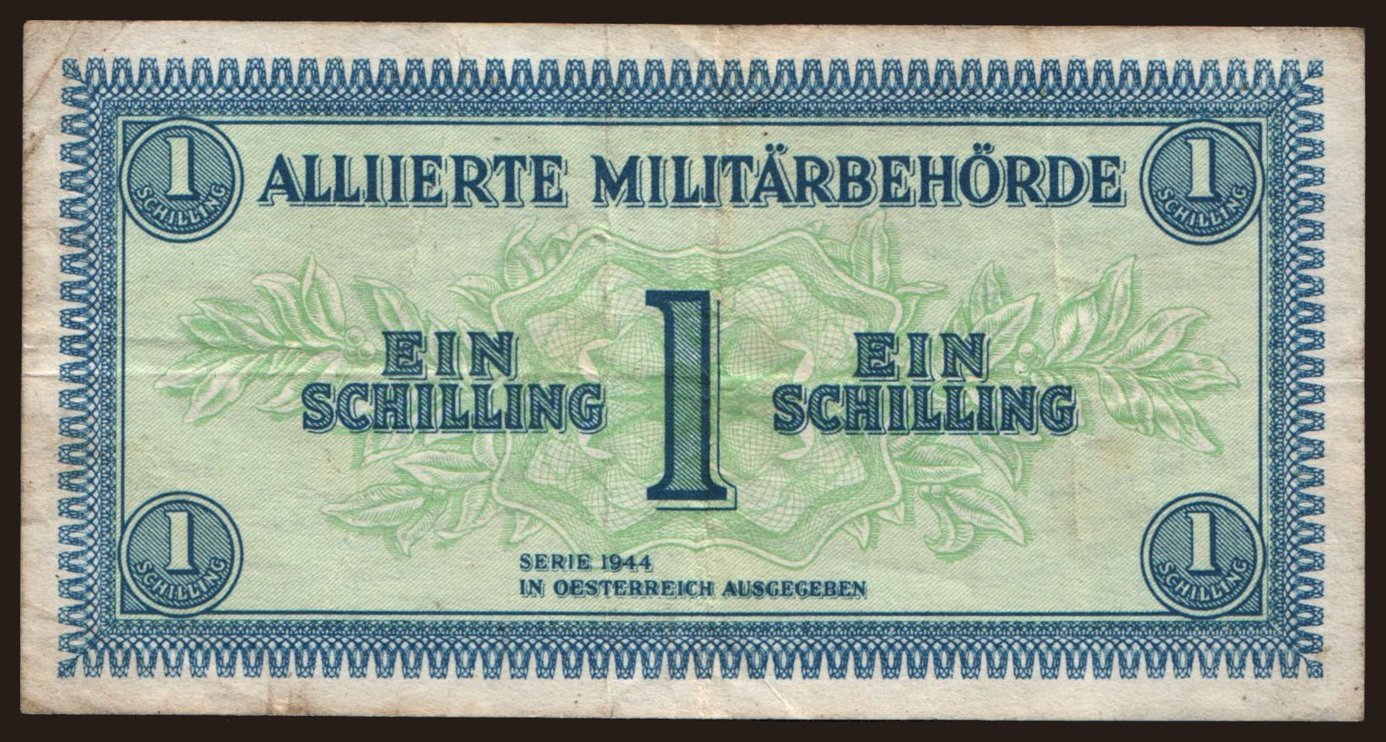 1 SCHILLING
ALLIIERTE MILITÄRBEHÖRDE
1 SCHILLING
EIN SCHILLING
1
EIN SCHILLING
SERIE 1944
IN OESTERREICH AUSGEGEBEN
1 SCHILLING
1 SCHILLING